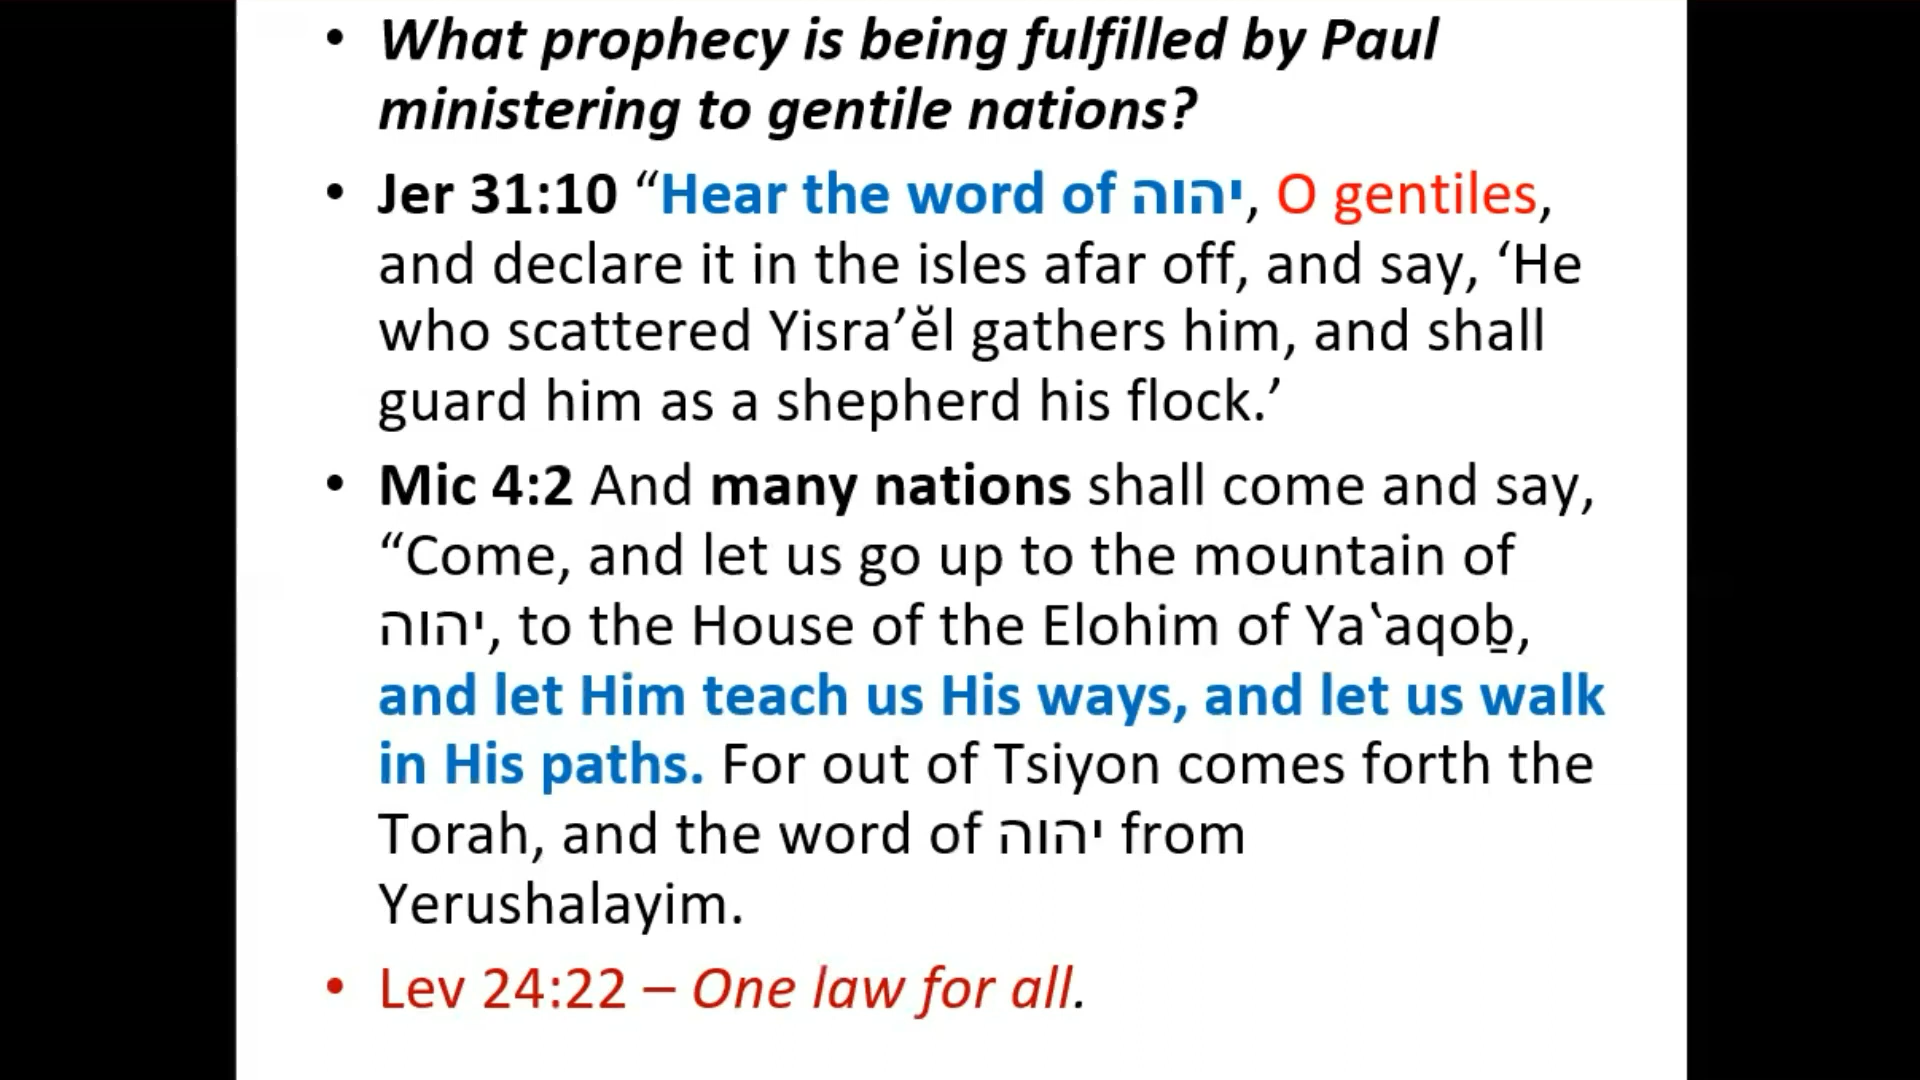 • What prophecy is being fulfilled by Paul
ministering to gentile nations?
• Jer 31:10 “Hear the word of יהוה, O gentiles,
and declare it in the isles afar off, and say, ‘He
who scattered Yisra’ĕl gathers him, and shall
guard him as a shepherd his flock.’
• Mic 4:2 And many nations shall come and say,
“Come, and let us go up to the mountain of
יהוה, to the House of the Elohim of Ya‛aqoḇ,
and let Him teach us His ways, and let us walk
in His paths. For out of Tsiyon comes forth the
Torah, and the word of יהוה from
Yerushalayim.
• Lev 24:22 – One law for all.